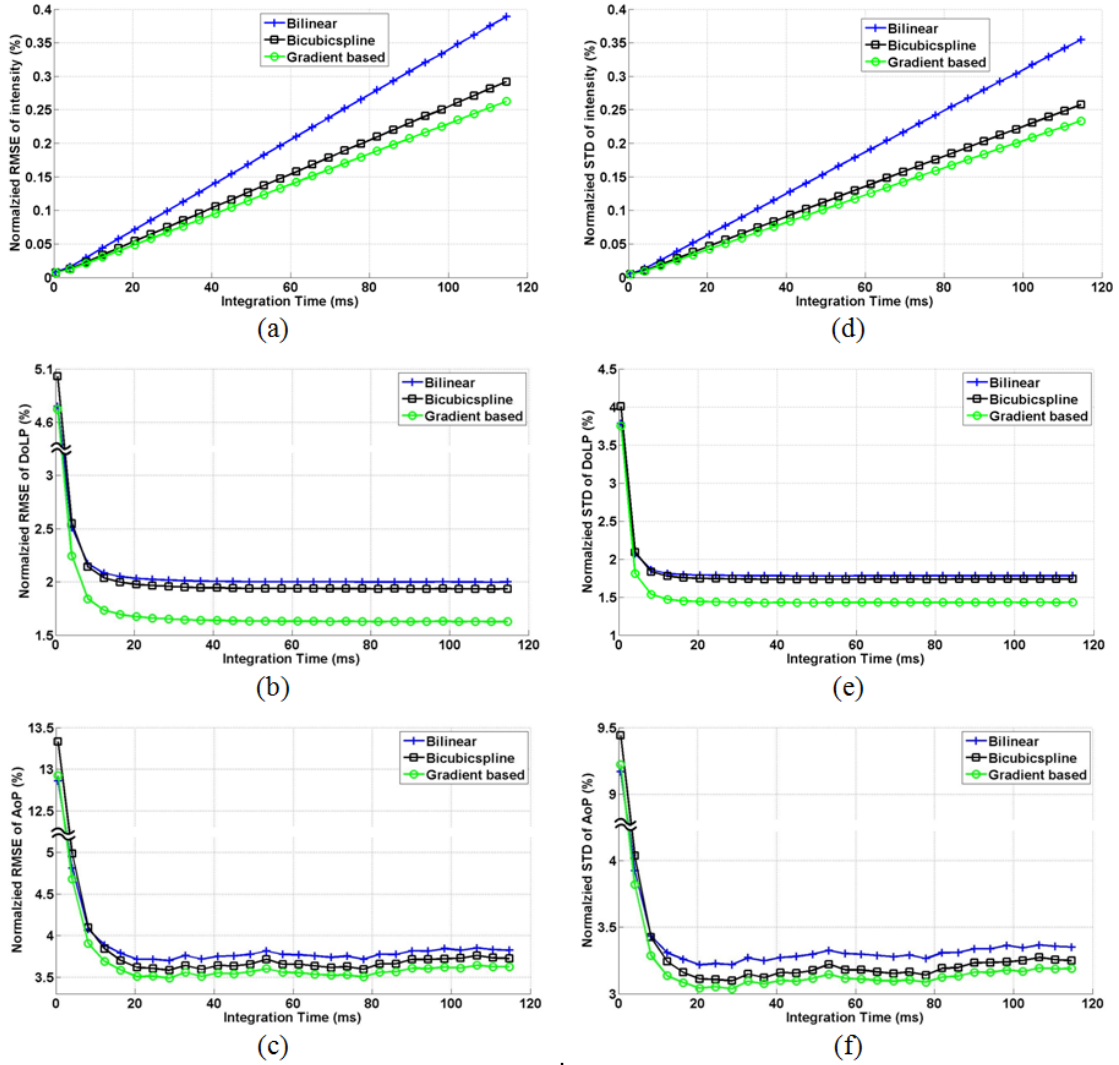 Normalzied RMSE of intensity (%)
0.4
0.35
0.3
0.25
0.2
0.15
0.1
0.05
0
Bilinear
Bicubicspline
Gradient based
0 20 40 60 80 100 120
Integration Time (ms)
(a)
Normalzied STD of intensity (%)
0.4
0.35
0.3
0.25
0.2
0.15
0.1
0.05
0
Bilinear
Bicubicspline
Gradient based
0 20 40 60 80 100 120
Integration Time (ms)
(d)
Normalzied RMSE of DoLP (%)
5.1
4.6
3
2.5
2
1.5
Bilinear
Bicubicspline
Gradient based
0 20 40 60 80 100 120
Integration Time (ms)
(b)
Normalzied STD of DoLP (%)
4.5
4
3.5
3
2.5
2
1.5
1
Bilinear
Bicubicspline
Gradient based
0 20 40 60 80 100 120
Integration Time (ms)
(e)
Normalzied RMSE of AoP (%)
13.5
13
12.5
5
4.5
4
3.5
Bilinear
Bicubicspline
Gradient based
0 20 40 60 80 100 120
Integration Time (ms)
(c)
Normalzied STD of AoP (%)
9.5
9
4
3.5
3
Bilinear
Bicubicspline
Gradient based
0 20 40 60 80 100 120
Integration Time (ms)
(f)
.